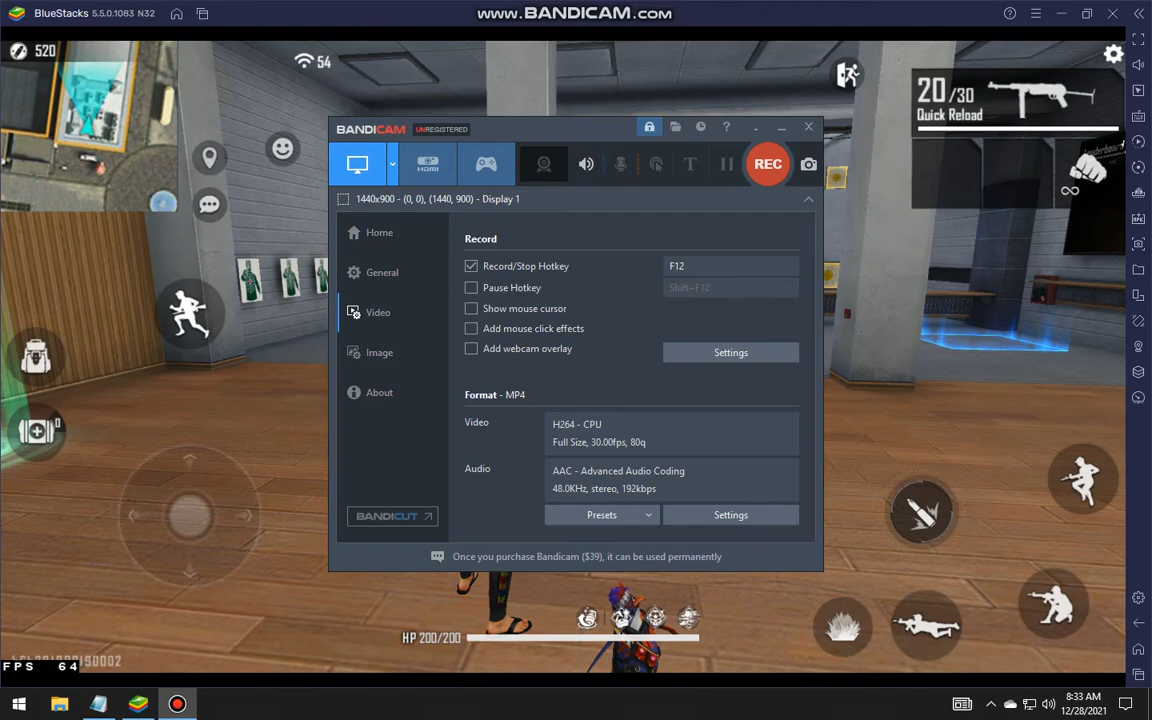 BlueStacks 5.5.0.1083 N32
www.BANDICAM.com
520
54
20/30
Quick Reload
BANDICAM UNREGISTERED
HDMI
T
REC
1440x900 - (0, 0), (1440, 900) - Display 1
Home
General
Video
Image
About
BANDICUT
Record
Record/Stop Hotkey F12
Pause Hotkey Shift+F12
Show mouse cursor
Add mouse click effects
Add webcam overlay
Settings
Format - MP4
Video
H264 - CPU
Full Size, 30.00fps, 80q
Audio
AAC - Advanced Audio Coding
48.0KHz, stereo, 192kbps
Presets
Settings
Once you purchase Bandicam ($39), it can be used permanently
0
HP 200/200
FPS 64
8:33 AM
12/28/2021